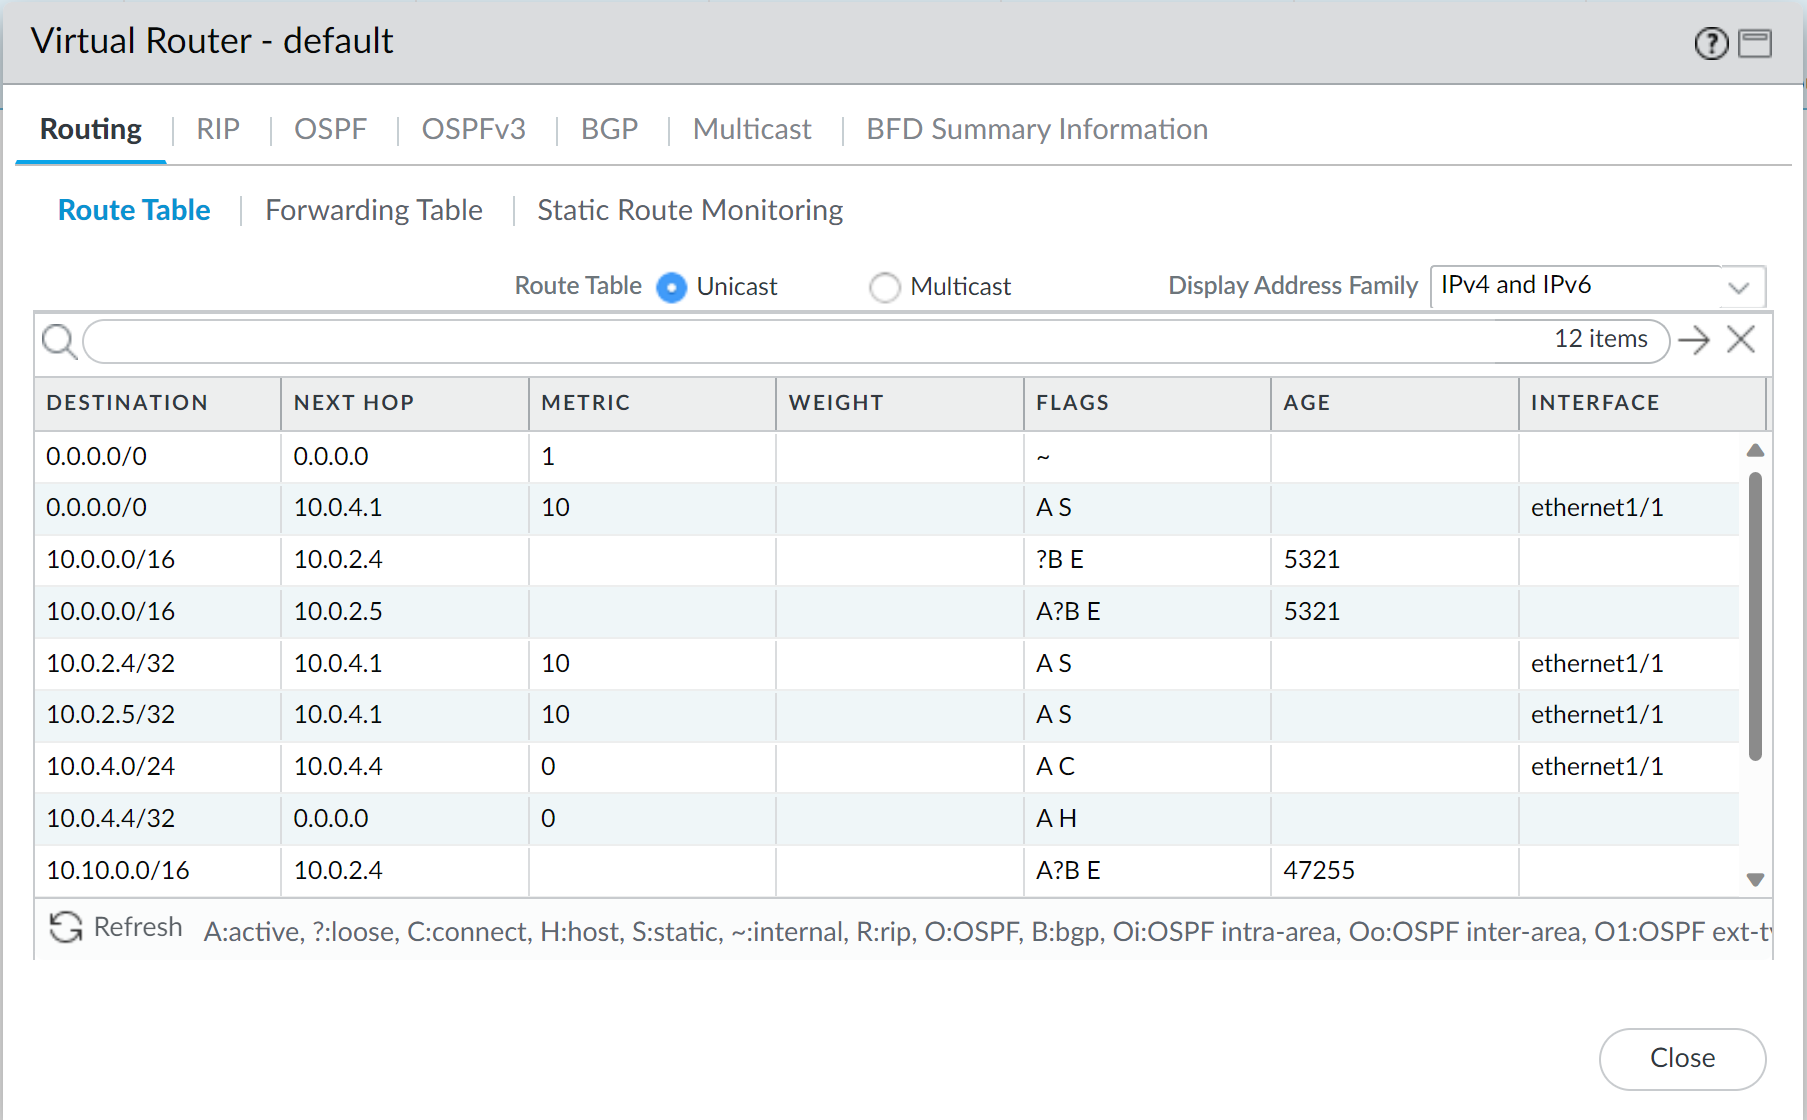 Virtual Router - default
Routing RIP OSPF OSPFv3 BGP Multicast BFD Summary Information
Route Table Forwarding Table Static Route Monitoring
Route Table Unicast Multicast Display Address Family IPv4 and IPv6
12 items
DESTINATION NEXT HOP METRIC WEIGHT FLAGS AGE INTERFACE
0.0.0.0/0 0.0.0.0 1 ~
0.0.0.0/0 10.0.4.1 10 A S ethernet1/1
10.0.0.0/16 10.0.2.4 ?B E 5321
10.0.0.0/16 10.0.2.5 A?B E 5321
10.0.2.4/32 10.0.4.1 10 A S ethernet1/1
10.0.2.5/32 10.0.4.1 10 A S ethernet1/1
10.0.4.0/24 10.0.4.4 0 A C ethernet1/1
10.0.4.4/32 0.0.0.0 0 A H
10.10.0.0/16 10.0.2.4 A?B E 47255
Refresh A:active, ?:loose, C:connect, H:host, S:static, ~:internal, R:rip, O:OSPF, B:bgp, Oi:OSPF intra-area, Oo:OSPF inter-area, O1:OSPF
Close